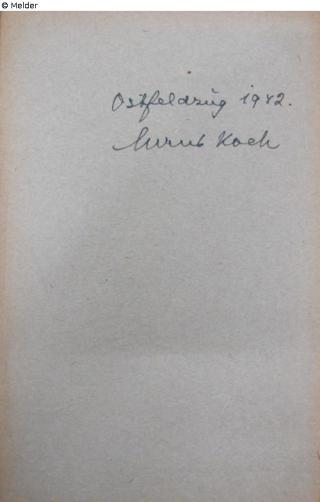 © Melder
Ostfeldzug 1942.
Koch